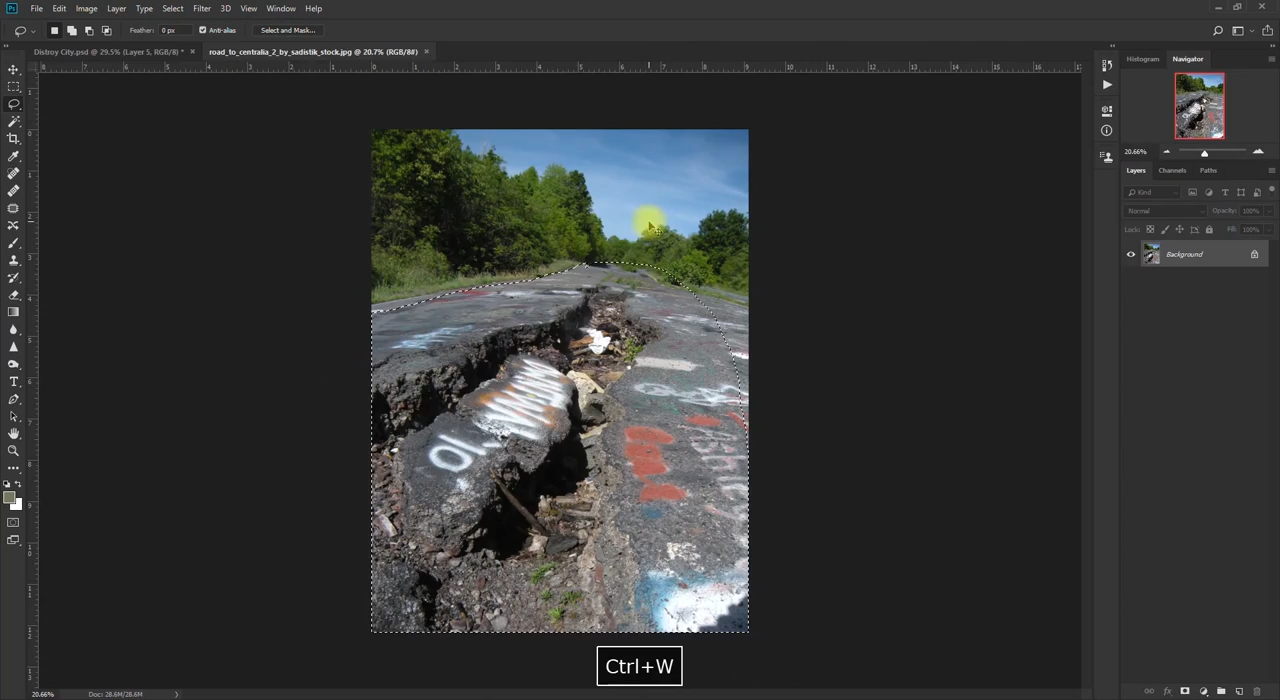 Ps File Edit Image Layer Type Select Filter 3D View Window Help
Feather: 0 px Anti-alias Select and Mask...
Distroy City.psd @ 29.5% (Layer 5, RGB/8) * × road_to_centralia_2_by_sadistik_stock.jpg @ 20.7% (RGB/8#) ×
Histogram Navigator
20.66%
Layers Channels Paths
Kind
Normal Opacity: 100%
Lock: Fill: 100%
Background
OK
Ctrl+W
20.66% Doc: 28.6M/28.6M